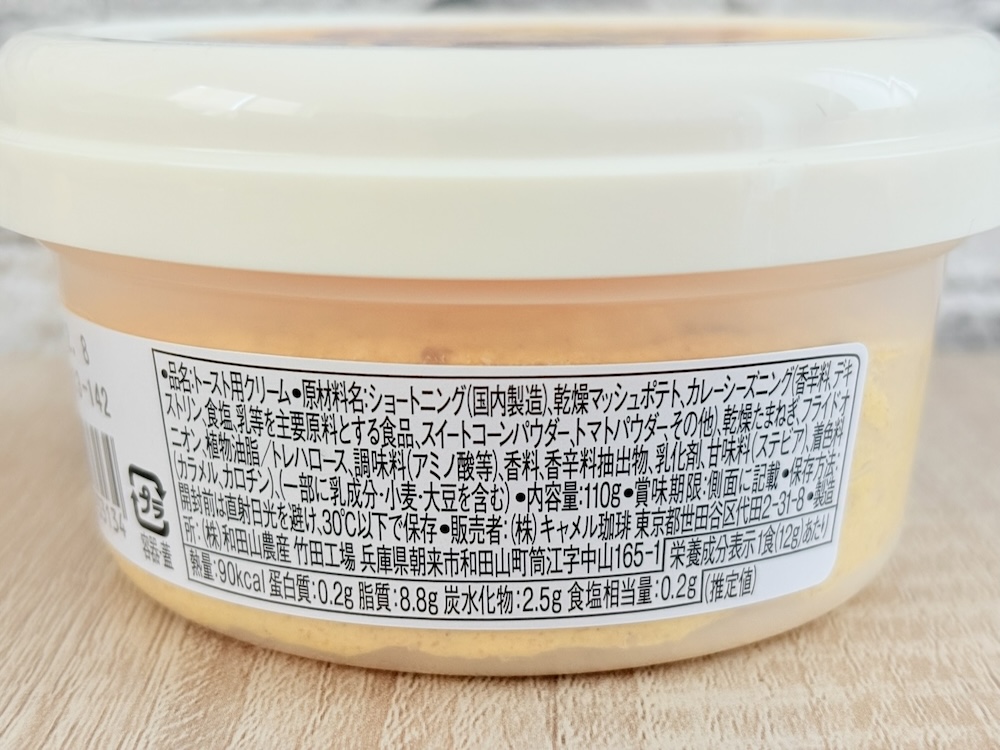 •品名:トースト用クリーム•原材料名:ショートニング(国内製造)、乾燥マッシュポテト、カレーシーズニング(香辛料、デキ
ストリン、食塩、乳等を主要原料とする食品、スイートコーンパウダー、トマトパウダー、その他)、乾燥たまねぎ、フライドオ
ニオン、植物油脂／トレハロース、調味料(アミノ酸等)、香料、香辛料抽出物、乳化剤、甘味料(ステビア)、着色料
(カラメル、カロチン)、(一部に乳成分・小麦・大豆を含む)•内容量:110g•賞味期限:側面に記載•保存方法:
開封前は直射日光を避け、30℃以下で保存•販売者:(株)キャメル珈琲 東京都世田谷区代田2-31-8•製造
所:(株)和田山農産 竹田工場 兵庫県朝来市和田山町筒江字中山165-1 栄養成分表示1食(12g)あたり
熱量:90kcal 蛋白質:0.2g 脂質:8.8g 炭水化物:2.5g 食塩相当量:0.2g (推定値)
8
-142
プラ
容器・蓋